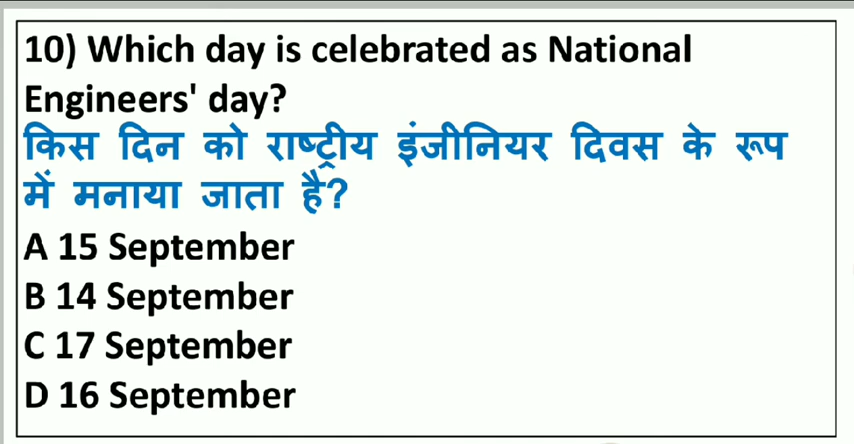 10) Which day is celebrated as National
Engineers' day?
किस दिन को राष्ट्रीय इंजीनियर दिवस के रूप
में मनाया जाता है?
A 15 September
B 14 September
C 17 September
D 16 September